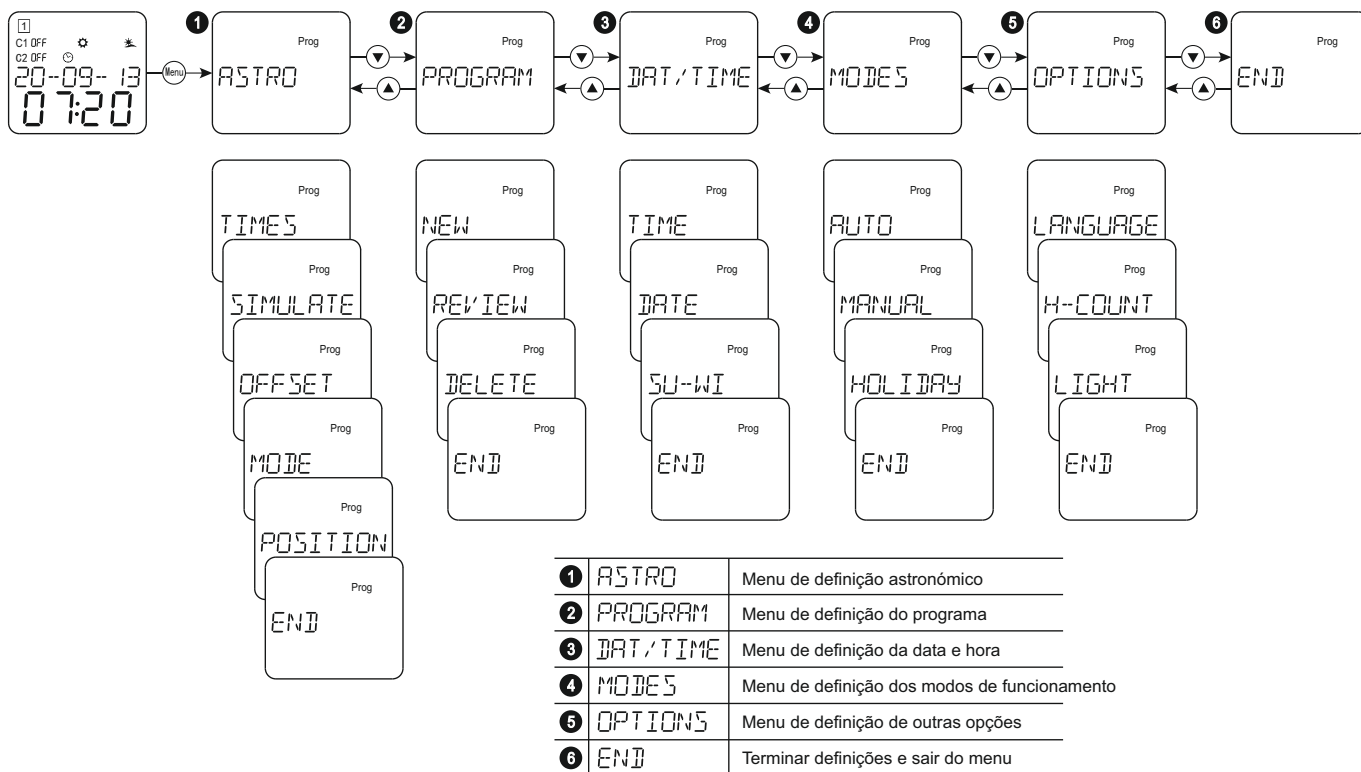 1
C1 OFF
C2 OFF
20-09-13
07:20
Menu
1
Prog
ASTRO
2
Prog
PROGRAM
3
Prog
DAT/TIME
4
Prog
MODES
5
Prog
OPTIONS
6
Prog
END
Prog
TIMES
Prog
SIMULATE
Prog
OFFSET
Prog
MODE
Prog
POSITION
Prog
END
Prog
NEW
Prog
REVIEW
Prog
DELETE
Prog
END
Prog
TIME
Prog
DATE
Prog
SU-WI
Prog
END
Prog
AUTO
Prog
MANUAL
Prog
HOLIDAY
Prog
END
Prog
LANGUAGE
Prog
H-COUNT
Prog
LIGHT
Prog
END
1 ASTRO Menu de definição astronómico
2 PROGRAM Menu de definição do programa
3 DAT/TIME Menu de definição da data e hora
4 MODES Menu de definição dos modos de funcionamento
5 OPTIONS Menu de definição de outras opções
6 END Terminar definições e sair do menu